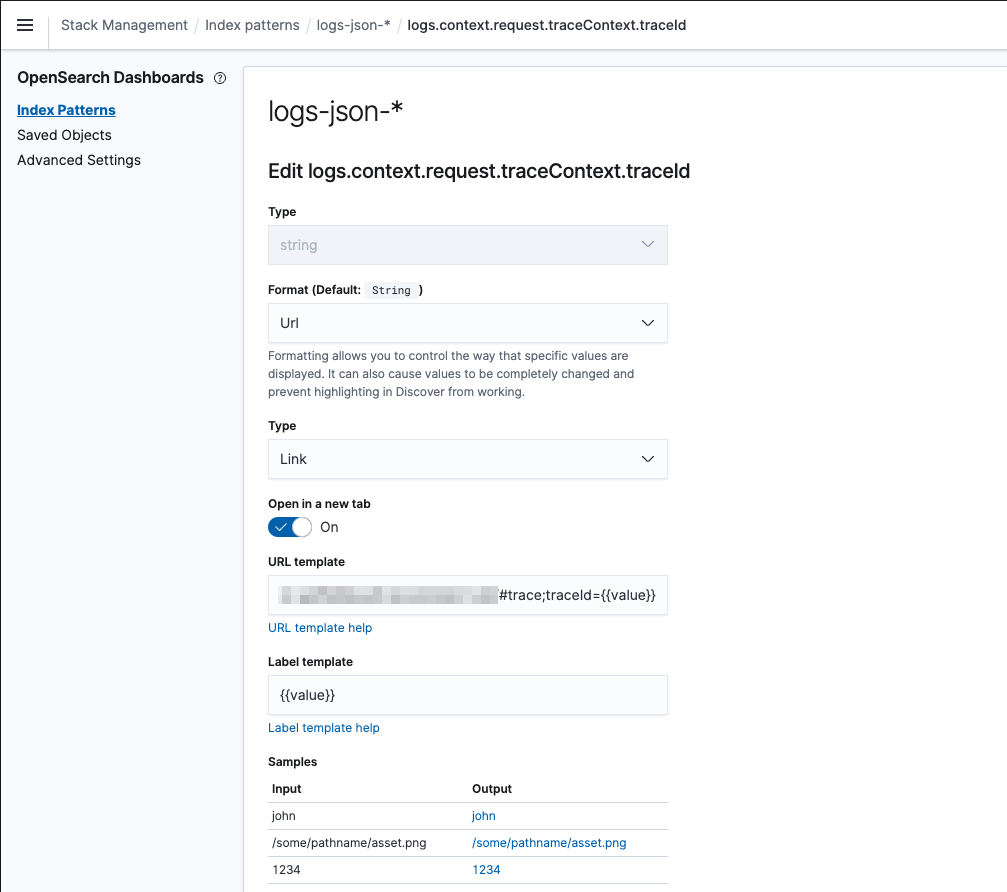 Stack Management / Index patterns / logs-json-* / logs.context.request.traceContext.traceId
OpenSearch Dashboards ?
Index Patterns
Saved Objects
Advanced Settings
logs-json-*
Edit logs.context.request.traceContext.traceId
Type
string
Format (Default: String )
Url
Formatting allows you to control the way that specific values are
displayed. It can also cause values to be completely changed and
prevent highlighting in Discover from working.
Type
Link
Open in a new tab
On
URL template
#trace;traceId={{value}}
URL template help
Label template
{{value}}
Label template help
Samples
Input Output
john john
/some/pathname/asset.png /some/pathname/asset.png
1234 1234